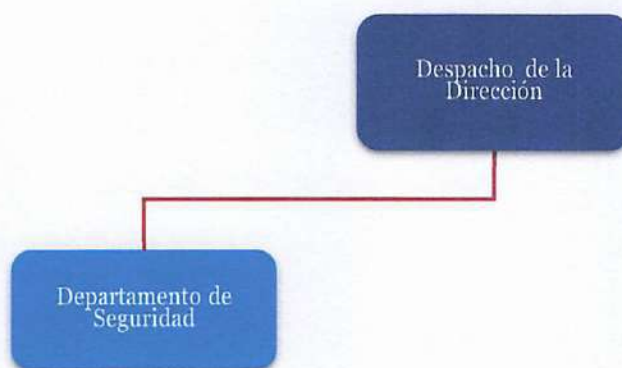 Despacho de la
Dirección
Departamento de
Seguridad